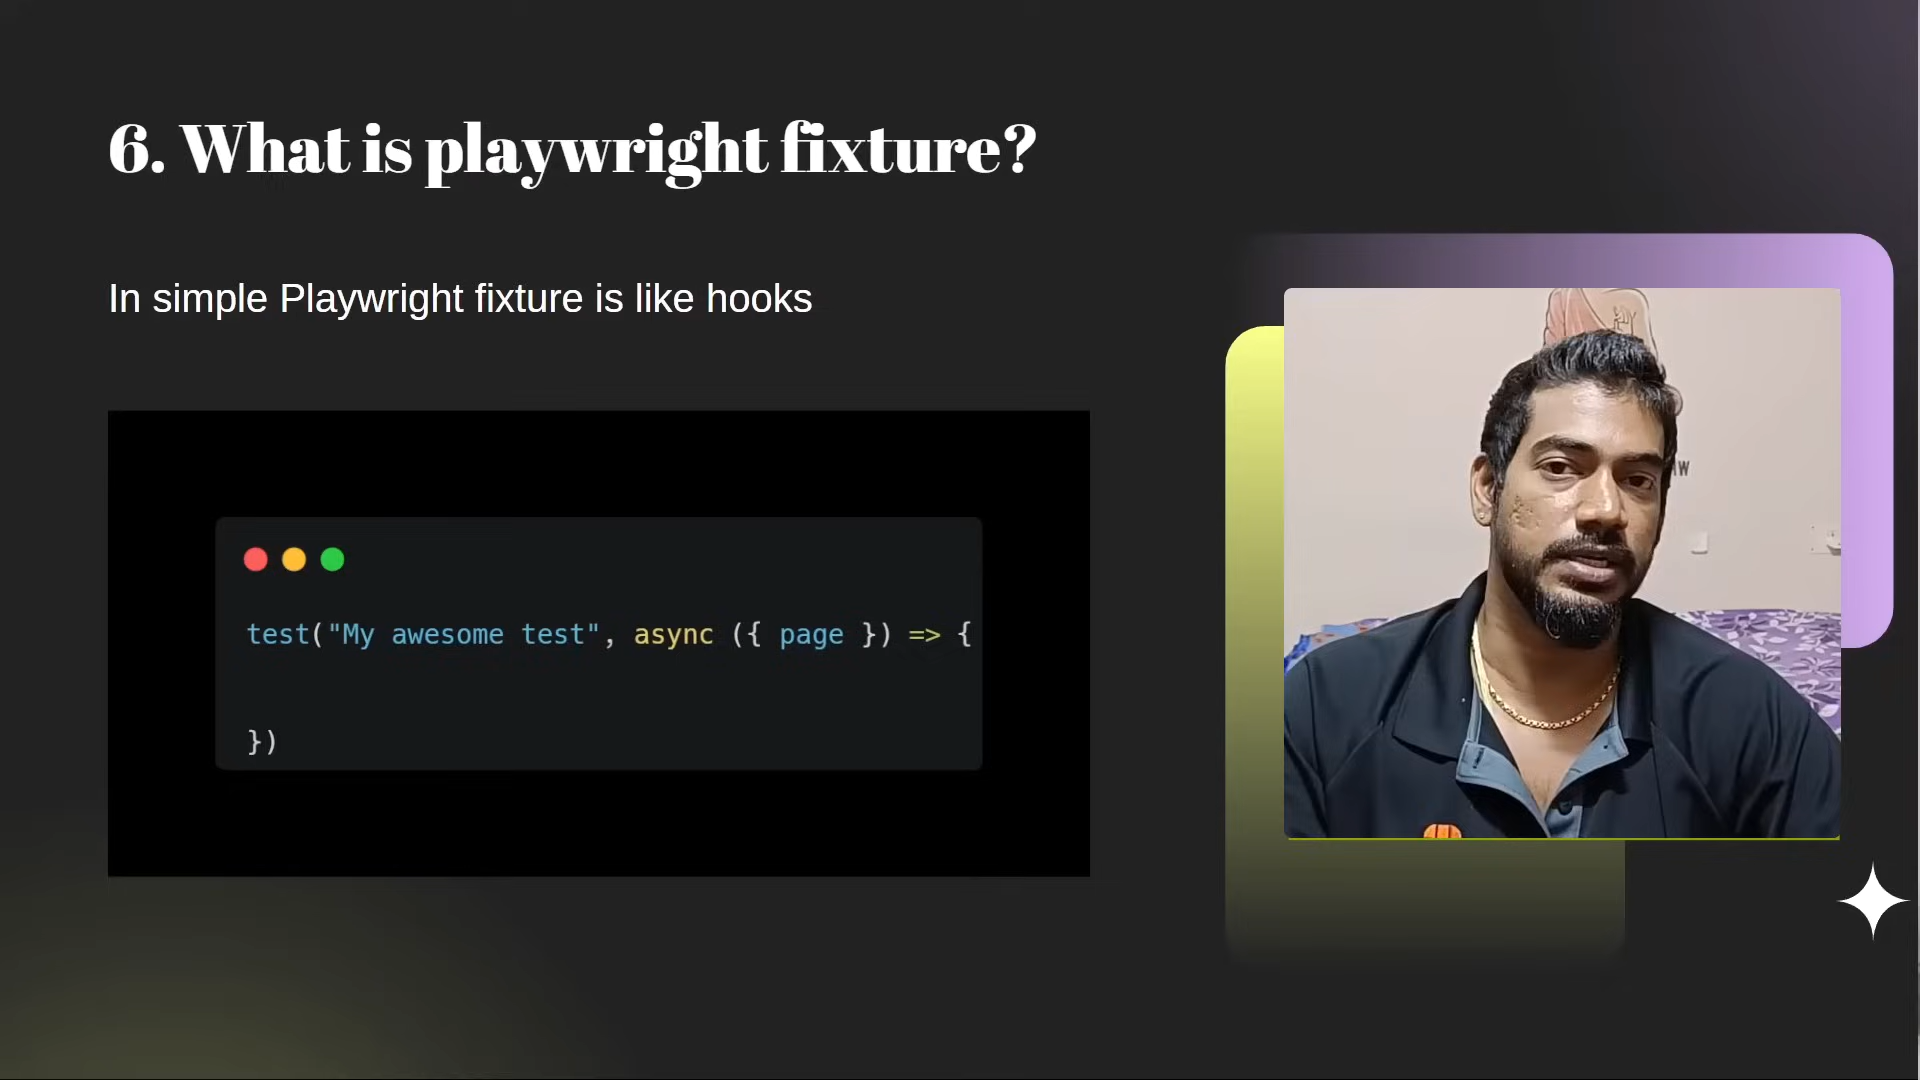 6. What is playwright fixture?
In simple Playwright fixture is like hooks
test("My awesome test", async ({ page }) => {
})